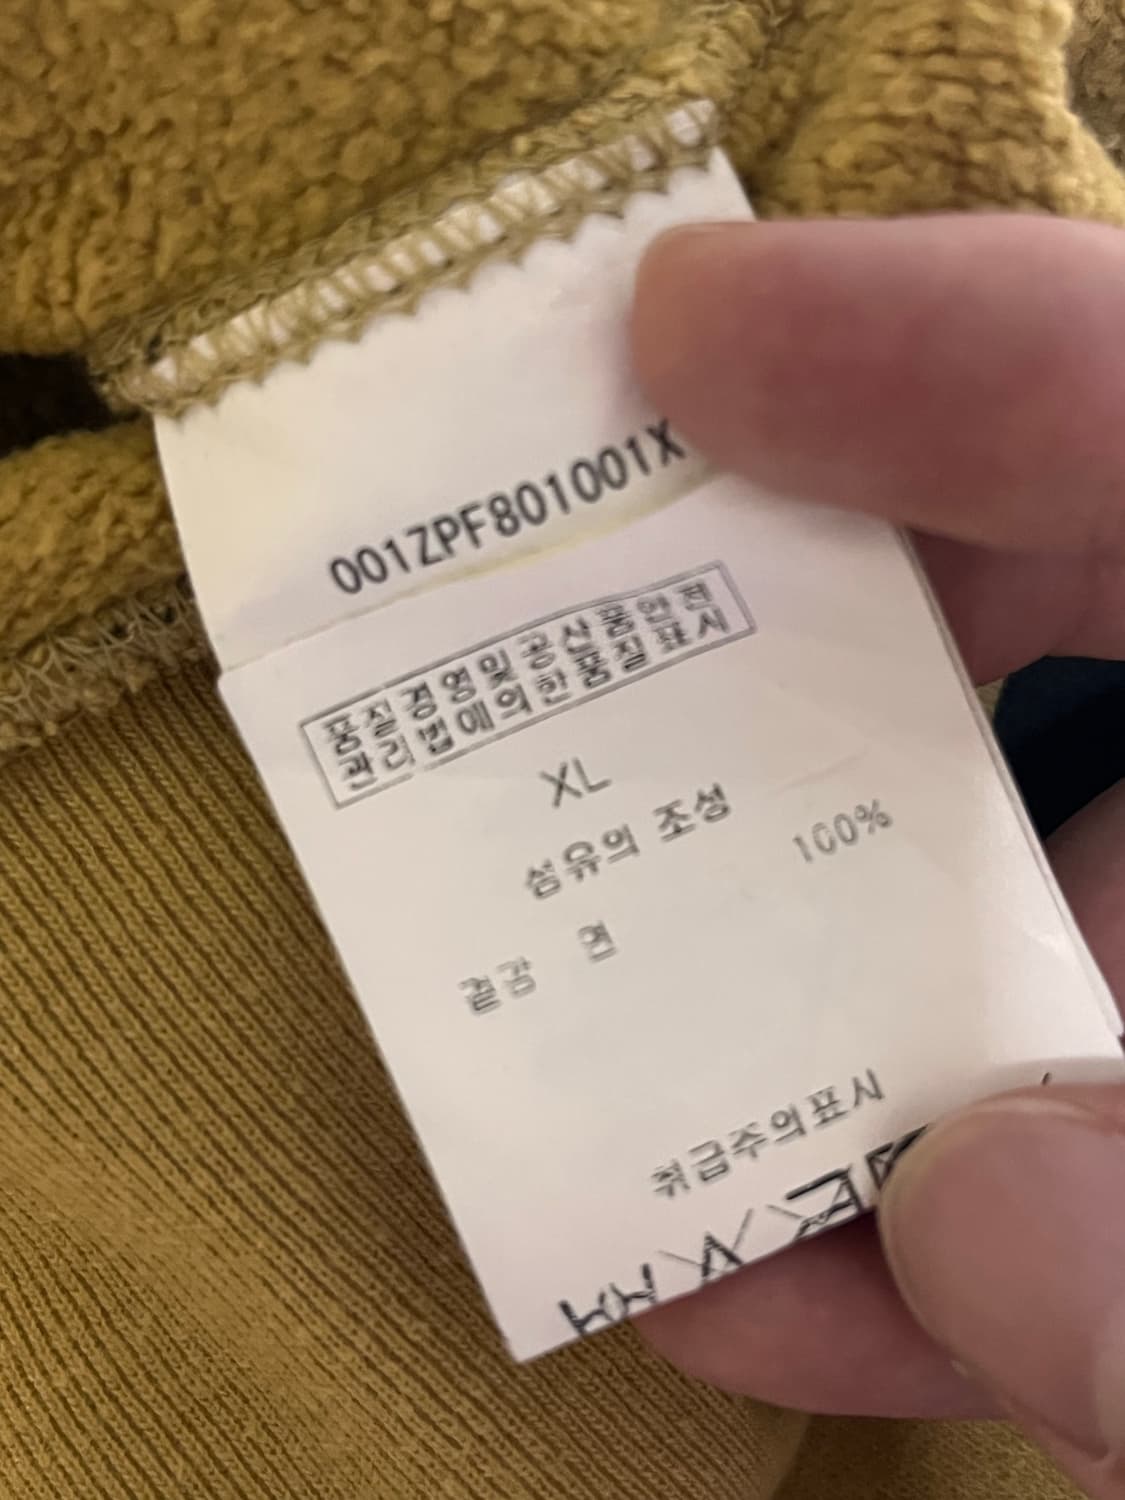 001ZPF801001X
품질경영및 공산품안전
관리법에의한품질표시
XL
섬유의 조성
겉감 면 100%
취급주의표시